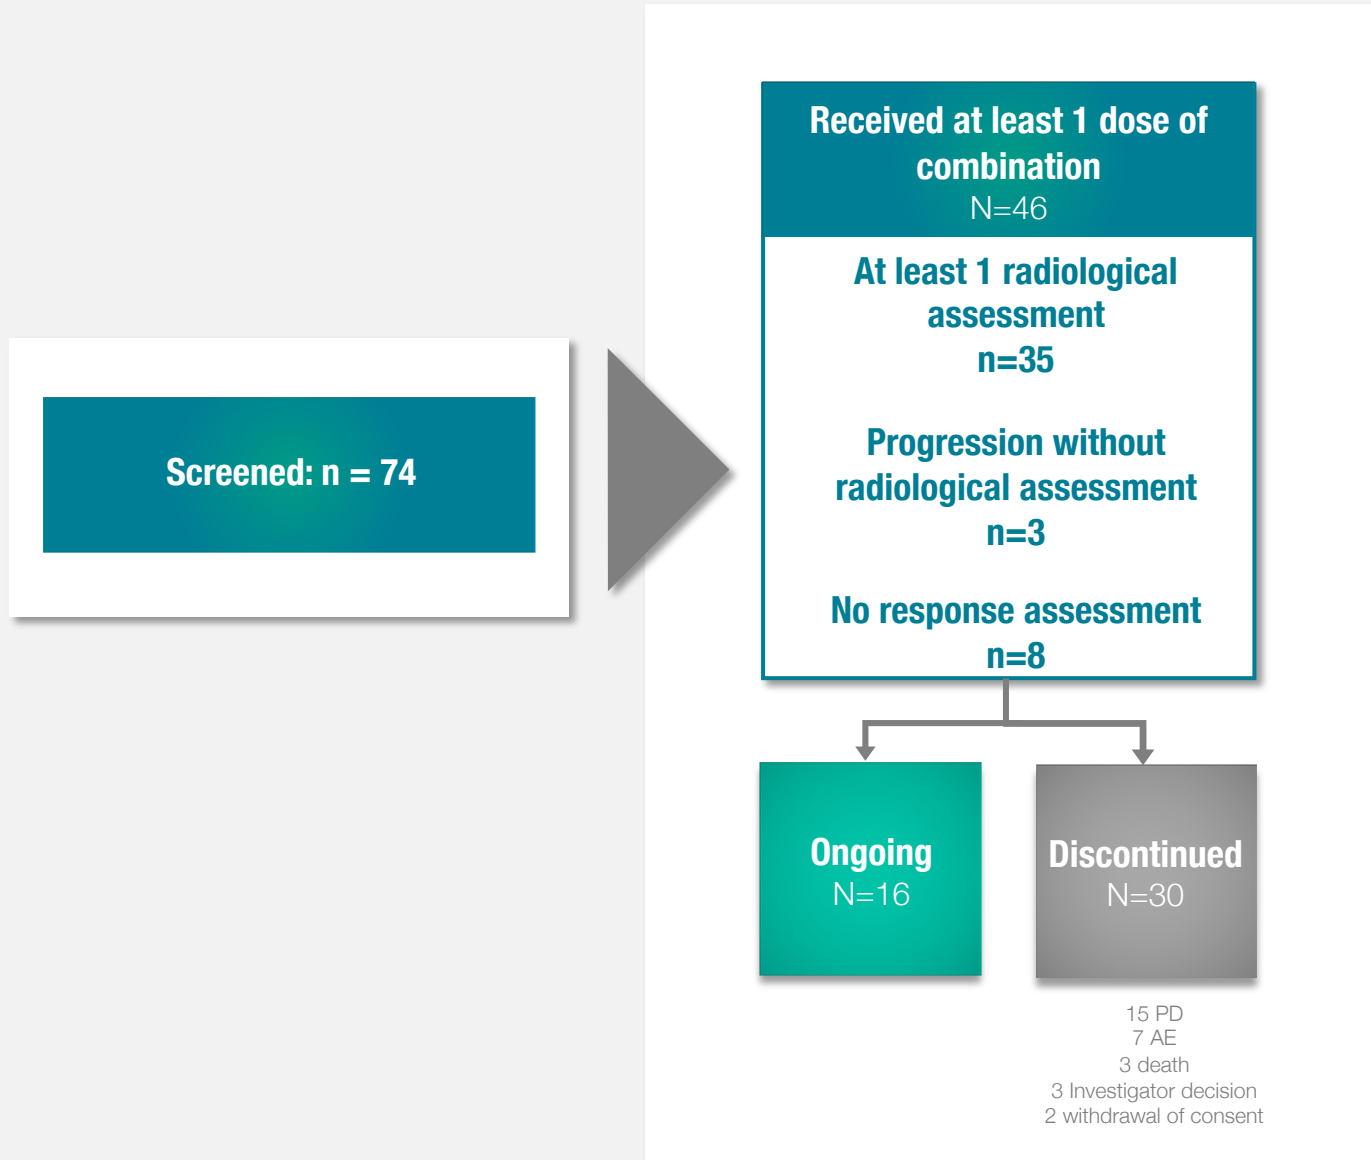 Screened: n = 74
Received at least 1 dose of
combination
N=46
At least 1 radiological
assessment
n=35
Progression without
radiological assessment
n=3
No response assessment
n=8
Ongoing
N=16
Discontinued
N=30
15 PD
7 AE
3 death
3 Investigator decision
2 withdrawal of consent